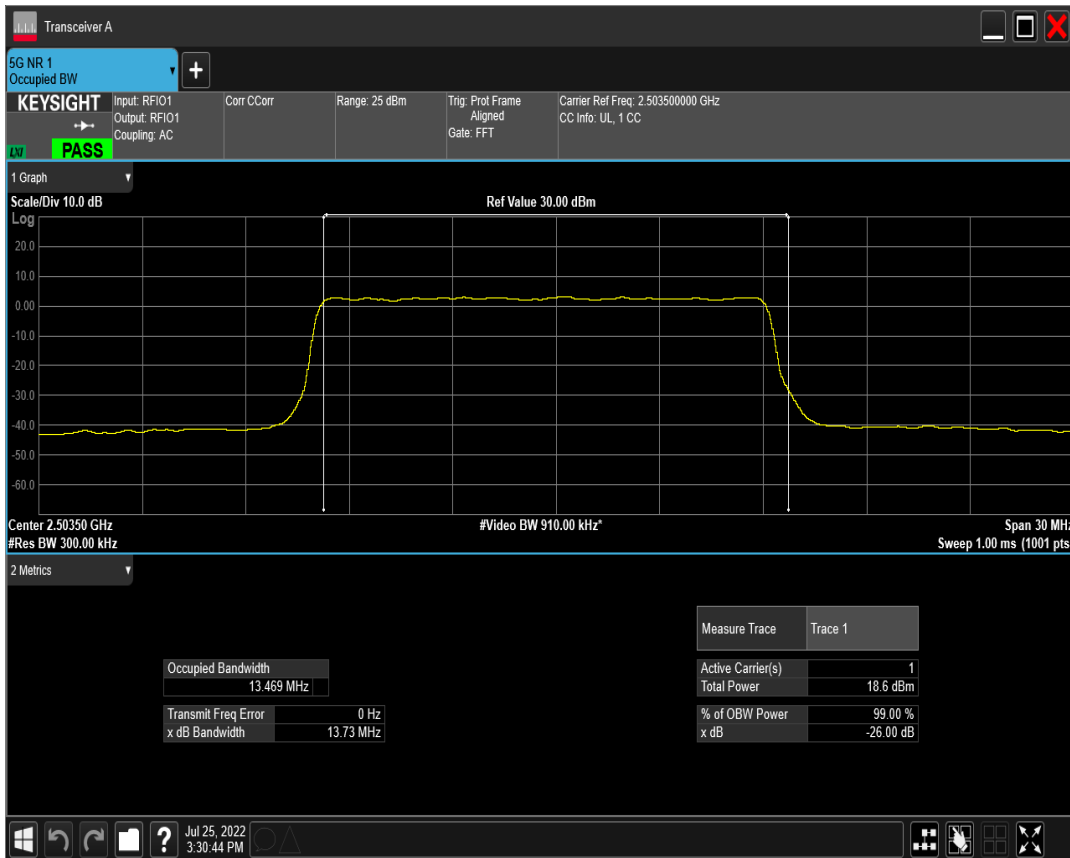 Transceiver A
5G NR 1
Occupied BW
+
KEYSIGHT
LXI
PASS
Input: RFIO1
Output: RFIO1
Coupling: AC
Corr CCorr
Range: 25 dBm
Trig: Prot Frame
Aligned
Gate: FFT
Carrier Ref Freq: 2.503500000 GHz
CC Info: UL, 1 CC
1 Graph
Scale/Div 10.0 dB
Ref Value 30.00 dBm
Log
20.0
10.0
0.00
-10.0
-20.0
-30.0
-40.0
-50.0
-60.0
Center 2.50350 GHz
#Video BW 910.00 kHz*
Span 30 MHz
#Res BW 300.00 kHz
Sweep 1.00 ms (1001 pts
2 Metrics
Measure Trace Trace 1
Occupied Bandwidth
13.469 MHz
Active Carrier(s) 1
Total Power 18.6 dBm
Transmit Freq Error 0 Hz
x dB Bandwidth 13.73 MHz
% of OBW Power 99.00 %
x dB -26.00 dB
?
Jul 25, 2022
3:30:44 PM